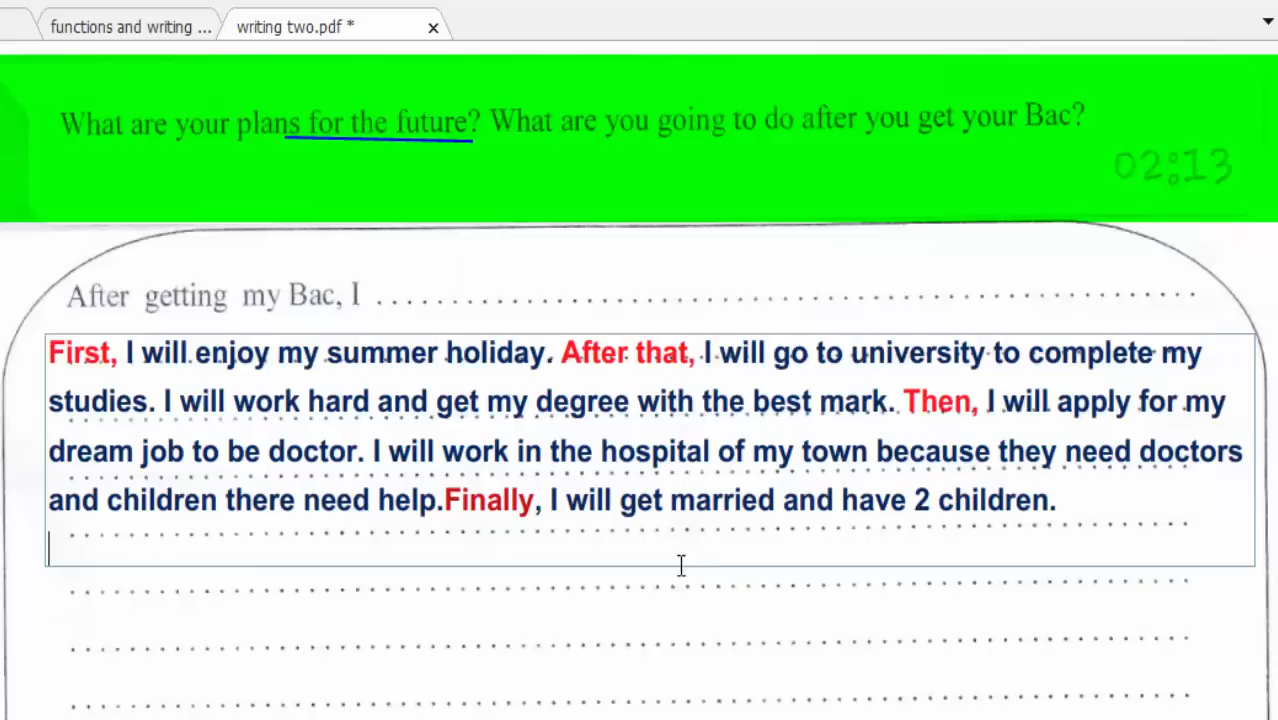 functions and writing ...
writing two.pdf *
What are your plans for the future? What are you going to do after you get your Bac?
02:13
After getting my Bac, I ........................................................
First, I will enjoy my summer holiday. After that, I will go to university to complete my
studies. I will work hard and get my degree with the best mark. Then, I will apply for my
dream job to be doctor. I will work in the hospital of my town because they need doctors
and children there need help.Finally, I will get married and have 2 children.